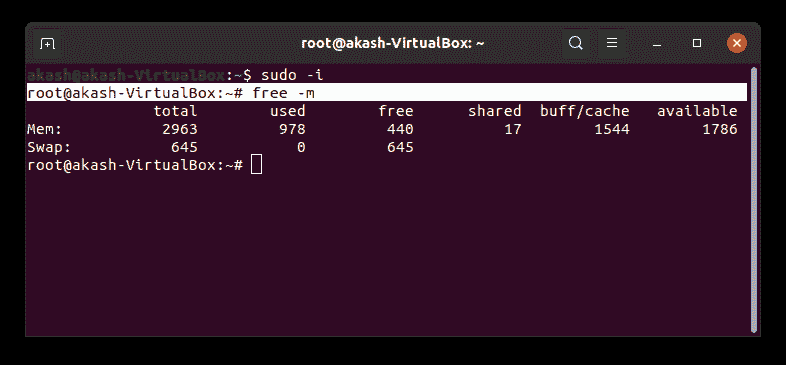 root@akash-VirtualBox: ~
akash@akash-VirtualBox:~$ sudo -i
root@akash-VirtualBox:~# free -m
total used free shared buff/cache available
Mem: 2963 978 440 17 1544 1786
Swap: 645 0 645
root@akash-VirtualBox:~#